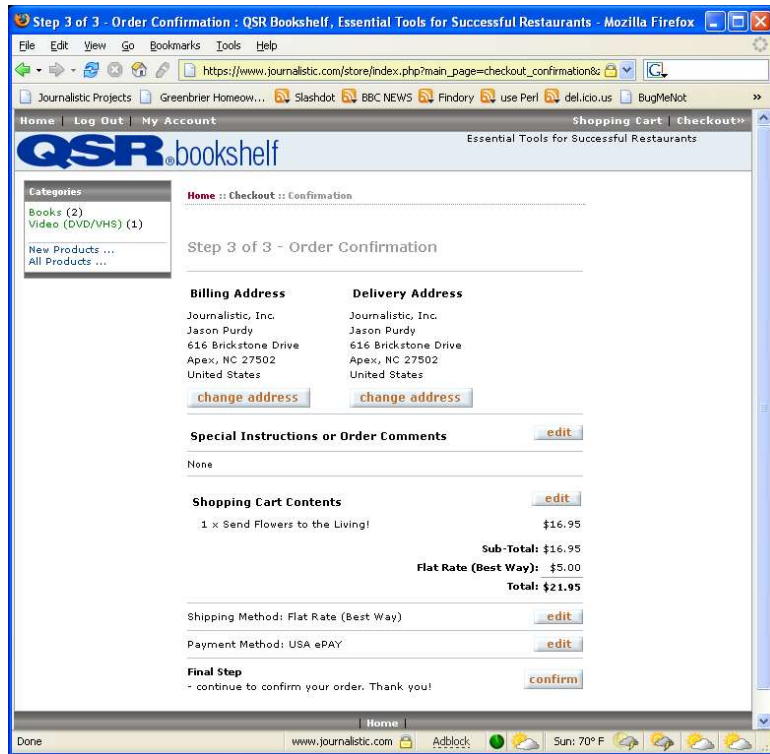 Step 3 of 3 - Order Confirmation : QSR Bookshelf, Essential Tools for Successful Restaurants - Mozilla Firefox
File Edit View Go Bookmarks Tools Help
https://www.journalistic.com/store/index.php?main_page=checkout_confirmation&
Journalistic Projects Greenbrier Homeow... Slashdot BBC NEWS Findory use Perl del.icio.us BugMeNot »
Home | Log Out | My Account Shopping Cart | Checkout»
QSR® bookshelf Essential Tools for Successful Restaurants
Categories
Books (2)
Video (DVD/VHS) (1)
New Products ...
All Products ...
Home :: Checkout :: Confirmation
Step 3 of 3 - Order Confirmation
Billing Address
Journalistic, Inc.
Jason Purdy
616 Brickstone Drive
Apex, NC 27502
United States
change address
Delivery Address
Journalistic, Inc.
Jason Purdy
616 Brickstone Drive
Apex, NC 27502
United States
change address
Special Instructions or Order Comments edit
None
Shopping Cart Contents edit
1 x Send Flowers to the Living! $16.95
Sub-Total: $16.95
Flat Rate (Best Way): $5.00
Total: $21.95
Shipping Method: Flat Rate (Best Way) edit
Payment Method: USA ePAY edit
Final Step
- continue to confirm your order. Thank you! confirm
| Home |
Done www.journalistic.com Adblock Sun: 70° F